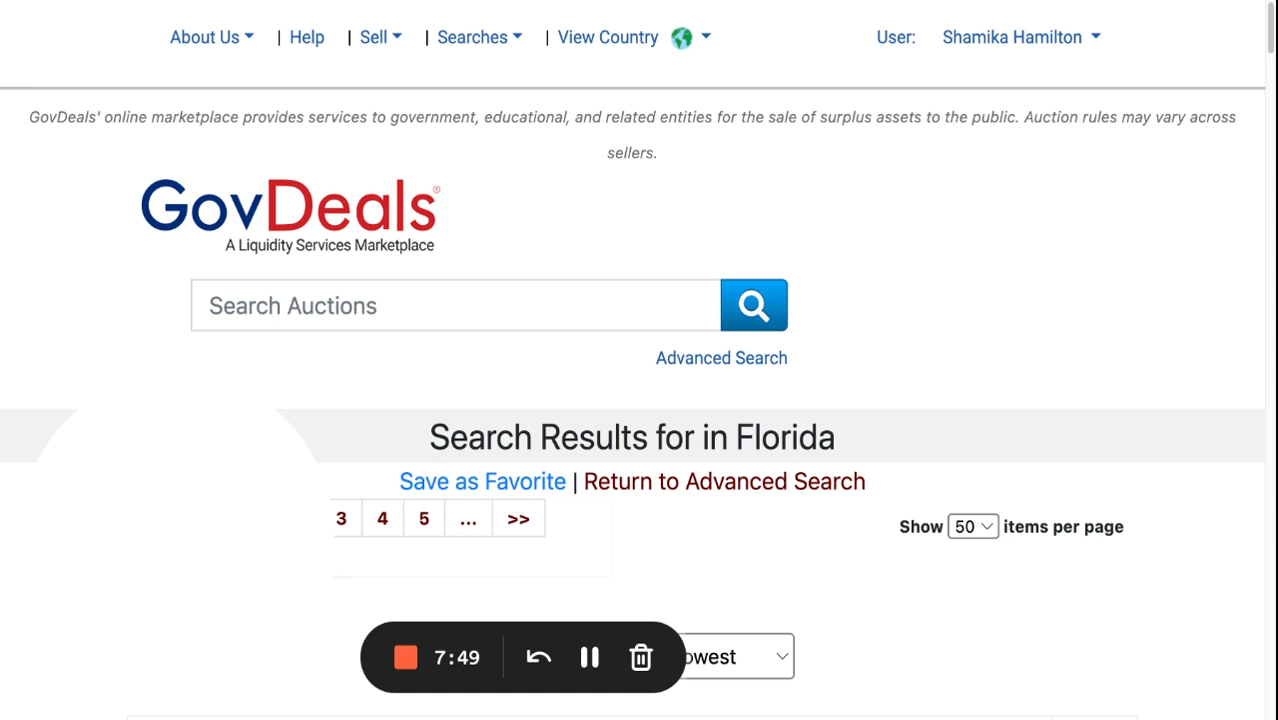 About Us | Help | Sell | Searches | View Country User: Shamika Hamilton
GovDeals' online marketplace provides services to government, educational, and related entities for the sale of surplus assets to the public. Auction rules may vary across
sellers.
GovDeals®
A Liquidity Services Marketplace
Search Auctions
Advanced Search
Search Results for in Florida
Save as Favorite | Return to Advanced Search
3 4 5 ... >>
Show 50 items per page
7:49